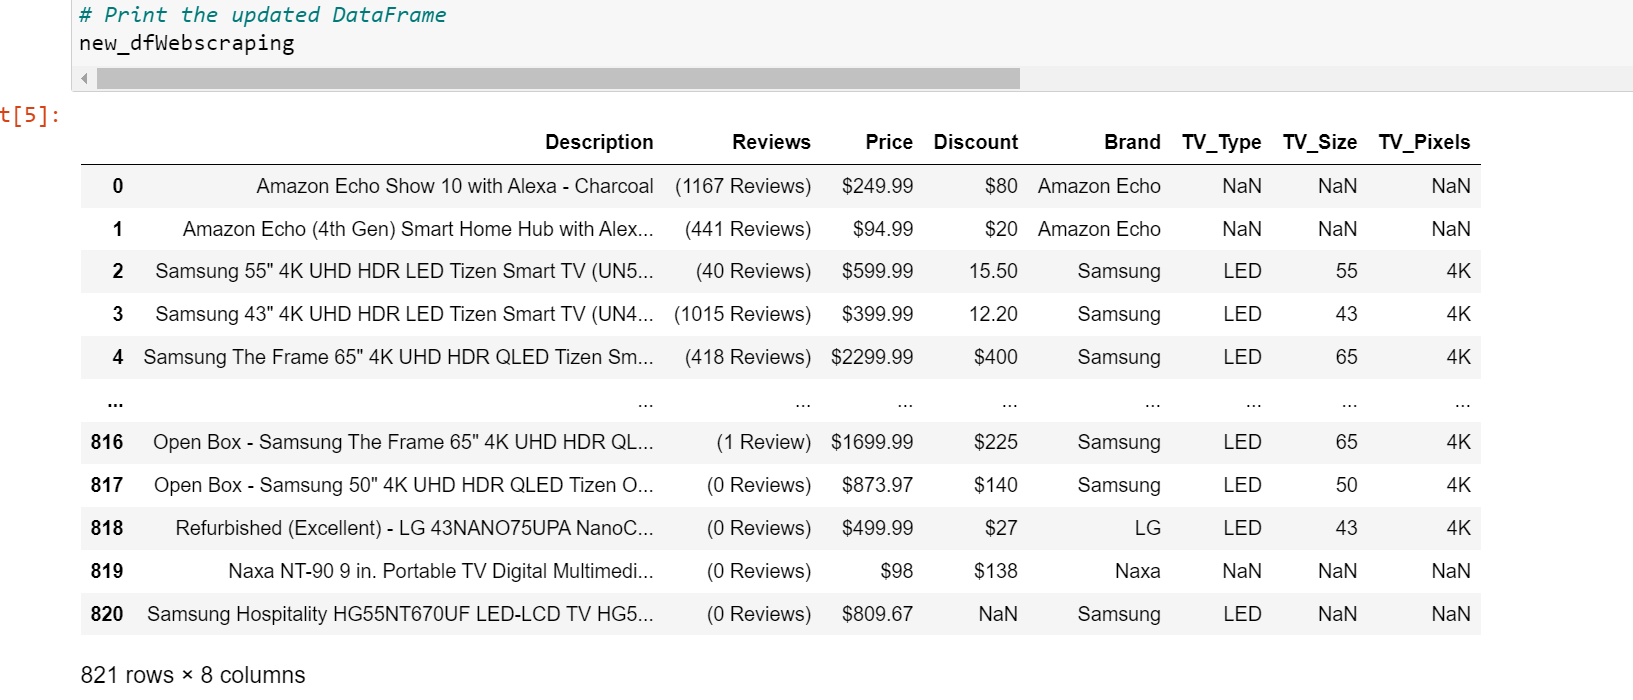 # Print the updated DataFrame
new_dfWebscraping
t[5]:
Description Reviews Price Discount Brand TV_Type TV_Size TV_Pixels
0 Amazon Echo Show 10 with Alexa - Charcoal (1167 Reviews) $249.99 $80 Amazon Echo NaN NaN NaN
1 Amazon Echo (4th Gen) Smart Home Hub with Alex... (441 Reviews) $94.99 $20 Amazon Echo NaN NaN NaN
2 Samsung 55" 4K UHD HDR LED Tizen Smart TV (UN5... (40 Reviews) $599.99 15.50 Samsung LED 55 4K
3 Samsung 43" 4K UHD HDR LED Tizen Smart TV (UN4... (1015 Reviews) $399.99 12.20 Samsung LED 43 4K
4 Samsung The Frame 65" 4K UHD HDR QLED Tizen Sm... (418 Reviews) $2299.99 $400 Samsung LED 65 4K
... ... ... ... ... ... ... ... ...
816 Open Box - Samsung The Frame 65" 4K UHD HDR QL... (1 Review) $1699.99 $225 Samsung LED 65 4K
817 Open Box - Samsung 50" 4K UHD HDR QLED Tizen O... (0 Reviews) $873.97 $140 Samsung LED 50 4K
818 Refurbished (Excellent) - LG 43NANO75UPA NanoC... (0 Reviews) $499.99 $27 LG LED 43 4K
819 Naxa NT-90 9 in. Portable TV Digital Multimedi... (0 Reviews) $98 $138 Naxa NaN NaN NaN
820 Samsung Hospitality HG55NT670UF LED-LCD TV HG5... (0 Reviews) $809.67 NaN Samsung LED NaN NaN
821 rows × 8 columns